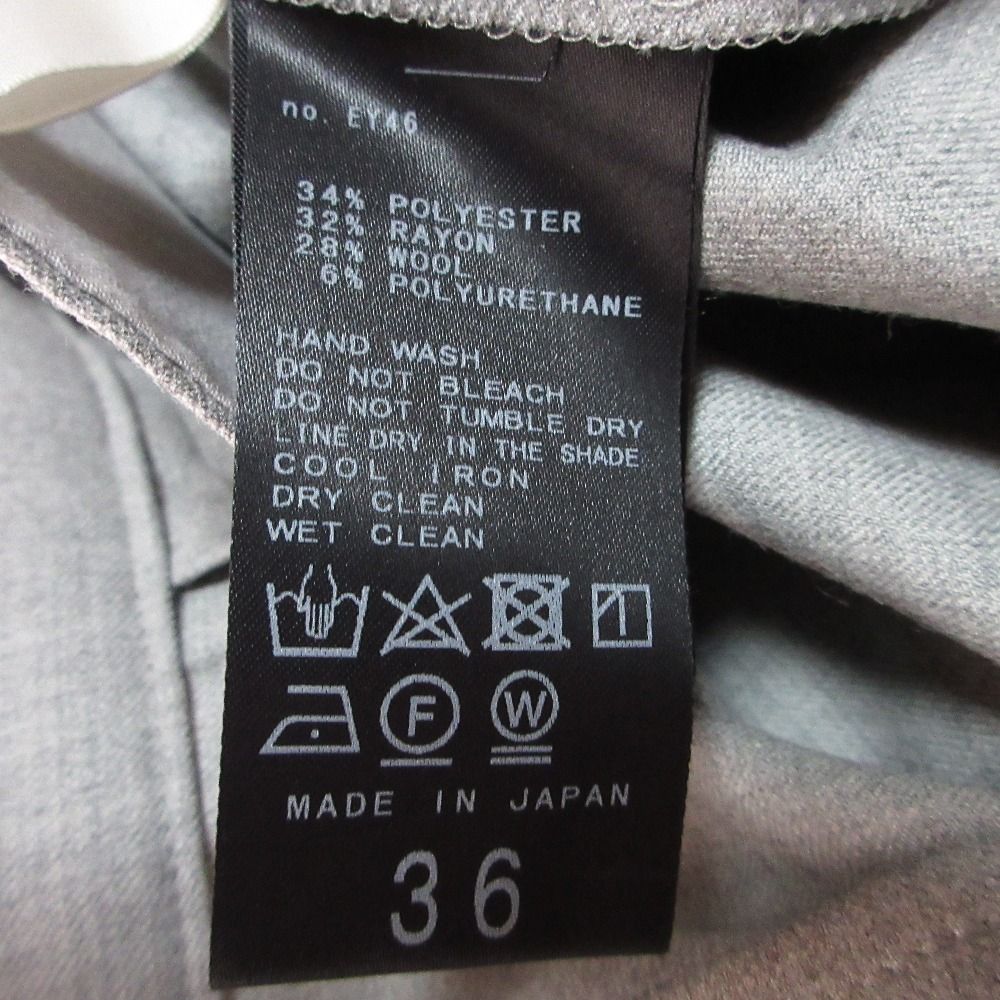 no. EY46
34% POLYESTER
32% RAYON
28% WOOL
6% POLYURETHANE
HAND WASH
DO NOT BLEACH
DO NOT TUMBLE DRY
LINE DRY IN THE SHADE
COOL IRON
DRY CLEAN
WET CLEAN
F W
MADE IN JAPAN
36